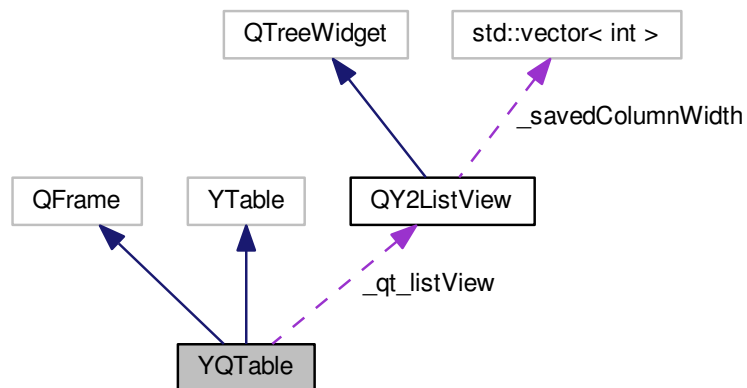 QTreeWidget
std::vector< int >
_savedColumnWidth
QFrame
YTable
QY2ListView
_qt_listView
YQTable